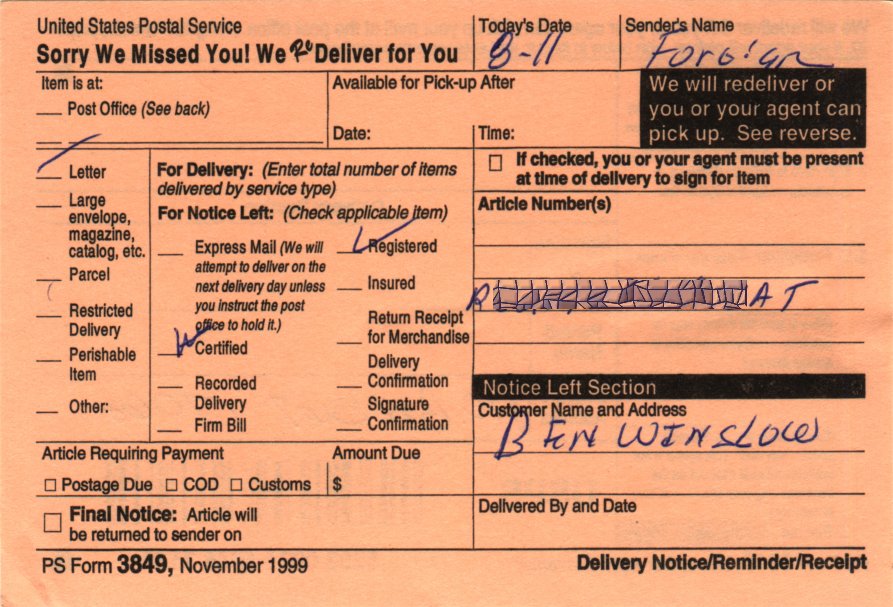 United States Postal Service
Sorry We Missed You! We ReDeliver for You
Today's Date
8-11
Sender's Name
Foreign
Item is at:
Post Office (See back)
Available for Pick-up After
Date:
Time:
We will redeliver or
you or your agent can
pick up. See reverse.
Letter
Large
envelope,
magazine,
catalog, etc.
Parcel
Restricted
Delivery
Perishable
Item
Other:
For Delivery: (Enter total number of items
delivered by service type)
For Notice Left: (Check applicable item)
Express Mail (We will
attempt to deliver on the
next delivery day unless
you instruct the post
office to hold it.)
Certified
Recorded
Delivery
Firm Bill
Registered
Insured
Return Receipt
for Merchandise
Delivery
Confirmation
Signature
Confirmation
If checked, you or your agent must be present
at time of delivery to sign for item
Article Number(s)
R AT
Notice Left Section
Customer Name and Address
BEN WINSLOW
Article Requiring Payment
Postage Due COD Customs
Amount Due
$
Final Notice: Article will
be returned to sender on
Delivered By and Date
PS Form 3849, November 1999
Delivery Notice/Reminder/Receipt